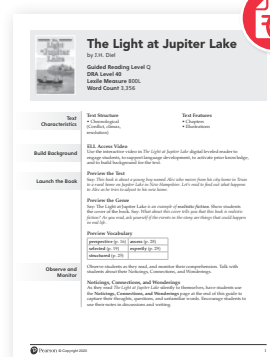 The Light at Jupiter Lake
by J.H. Diel
Guided Reading Level Q
DRA Level 40
Lexile Measure 800L
Word Count 3,356
Text
Characteristics
Text Structure
• Chronological
(Conflict, climax,
resolution)
Text Features
• Chapters
• Illustrations
Build Background
ELL Access Video
Use the interactive video in The Light at Jupiter Lake digital leveled reader to
engage students, to support language development, to activate prior knowledge,
and to build background for the text.
Launch the Book
Preview the Text
Say: This book is about a young boy named Alec who moves from his city home in Texas
to a rural home on Jupiter Lake in New Hampshire. Let's read to find out what happens
to Alec as he tries to adjust to his new home.
Preview the Genre
Say: The Light at Jupiter Lake is an example of realistic fiction. Show students
the cover of the book. Say: What about this cover tells you that this book is realistic
fiction? As you read, ask yourself if the events in the story are things that could happen
in real life.
Preview Vocabulary
perspective (p. 16) access (p. 20)
selected (p. 19) expertly (p. 29)
structured (p. 25)
Observe and
Monitor
Observe students as they read, and monitor their comprehension. Talk with
students about their Noticings, Connections, and Wonderings.
Noticings, Connections, and Wonderings
As they read The Light at Jupiter Lake silently to themselves, have students use
the Noticings, Connections, and Wonderings page at the end of this guide to
capture their thoughts, questions, and unfamiliar words. Encourage students to
use their notes in discussions and writing.
Pearson © Copyright 2020
1